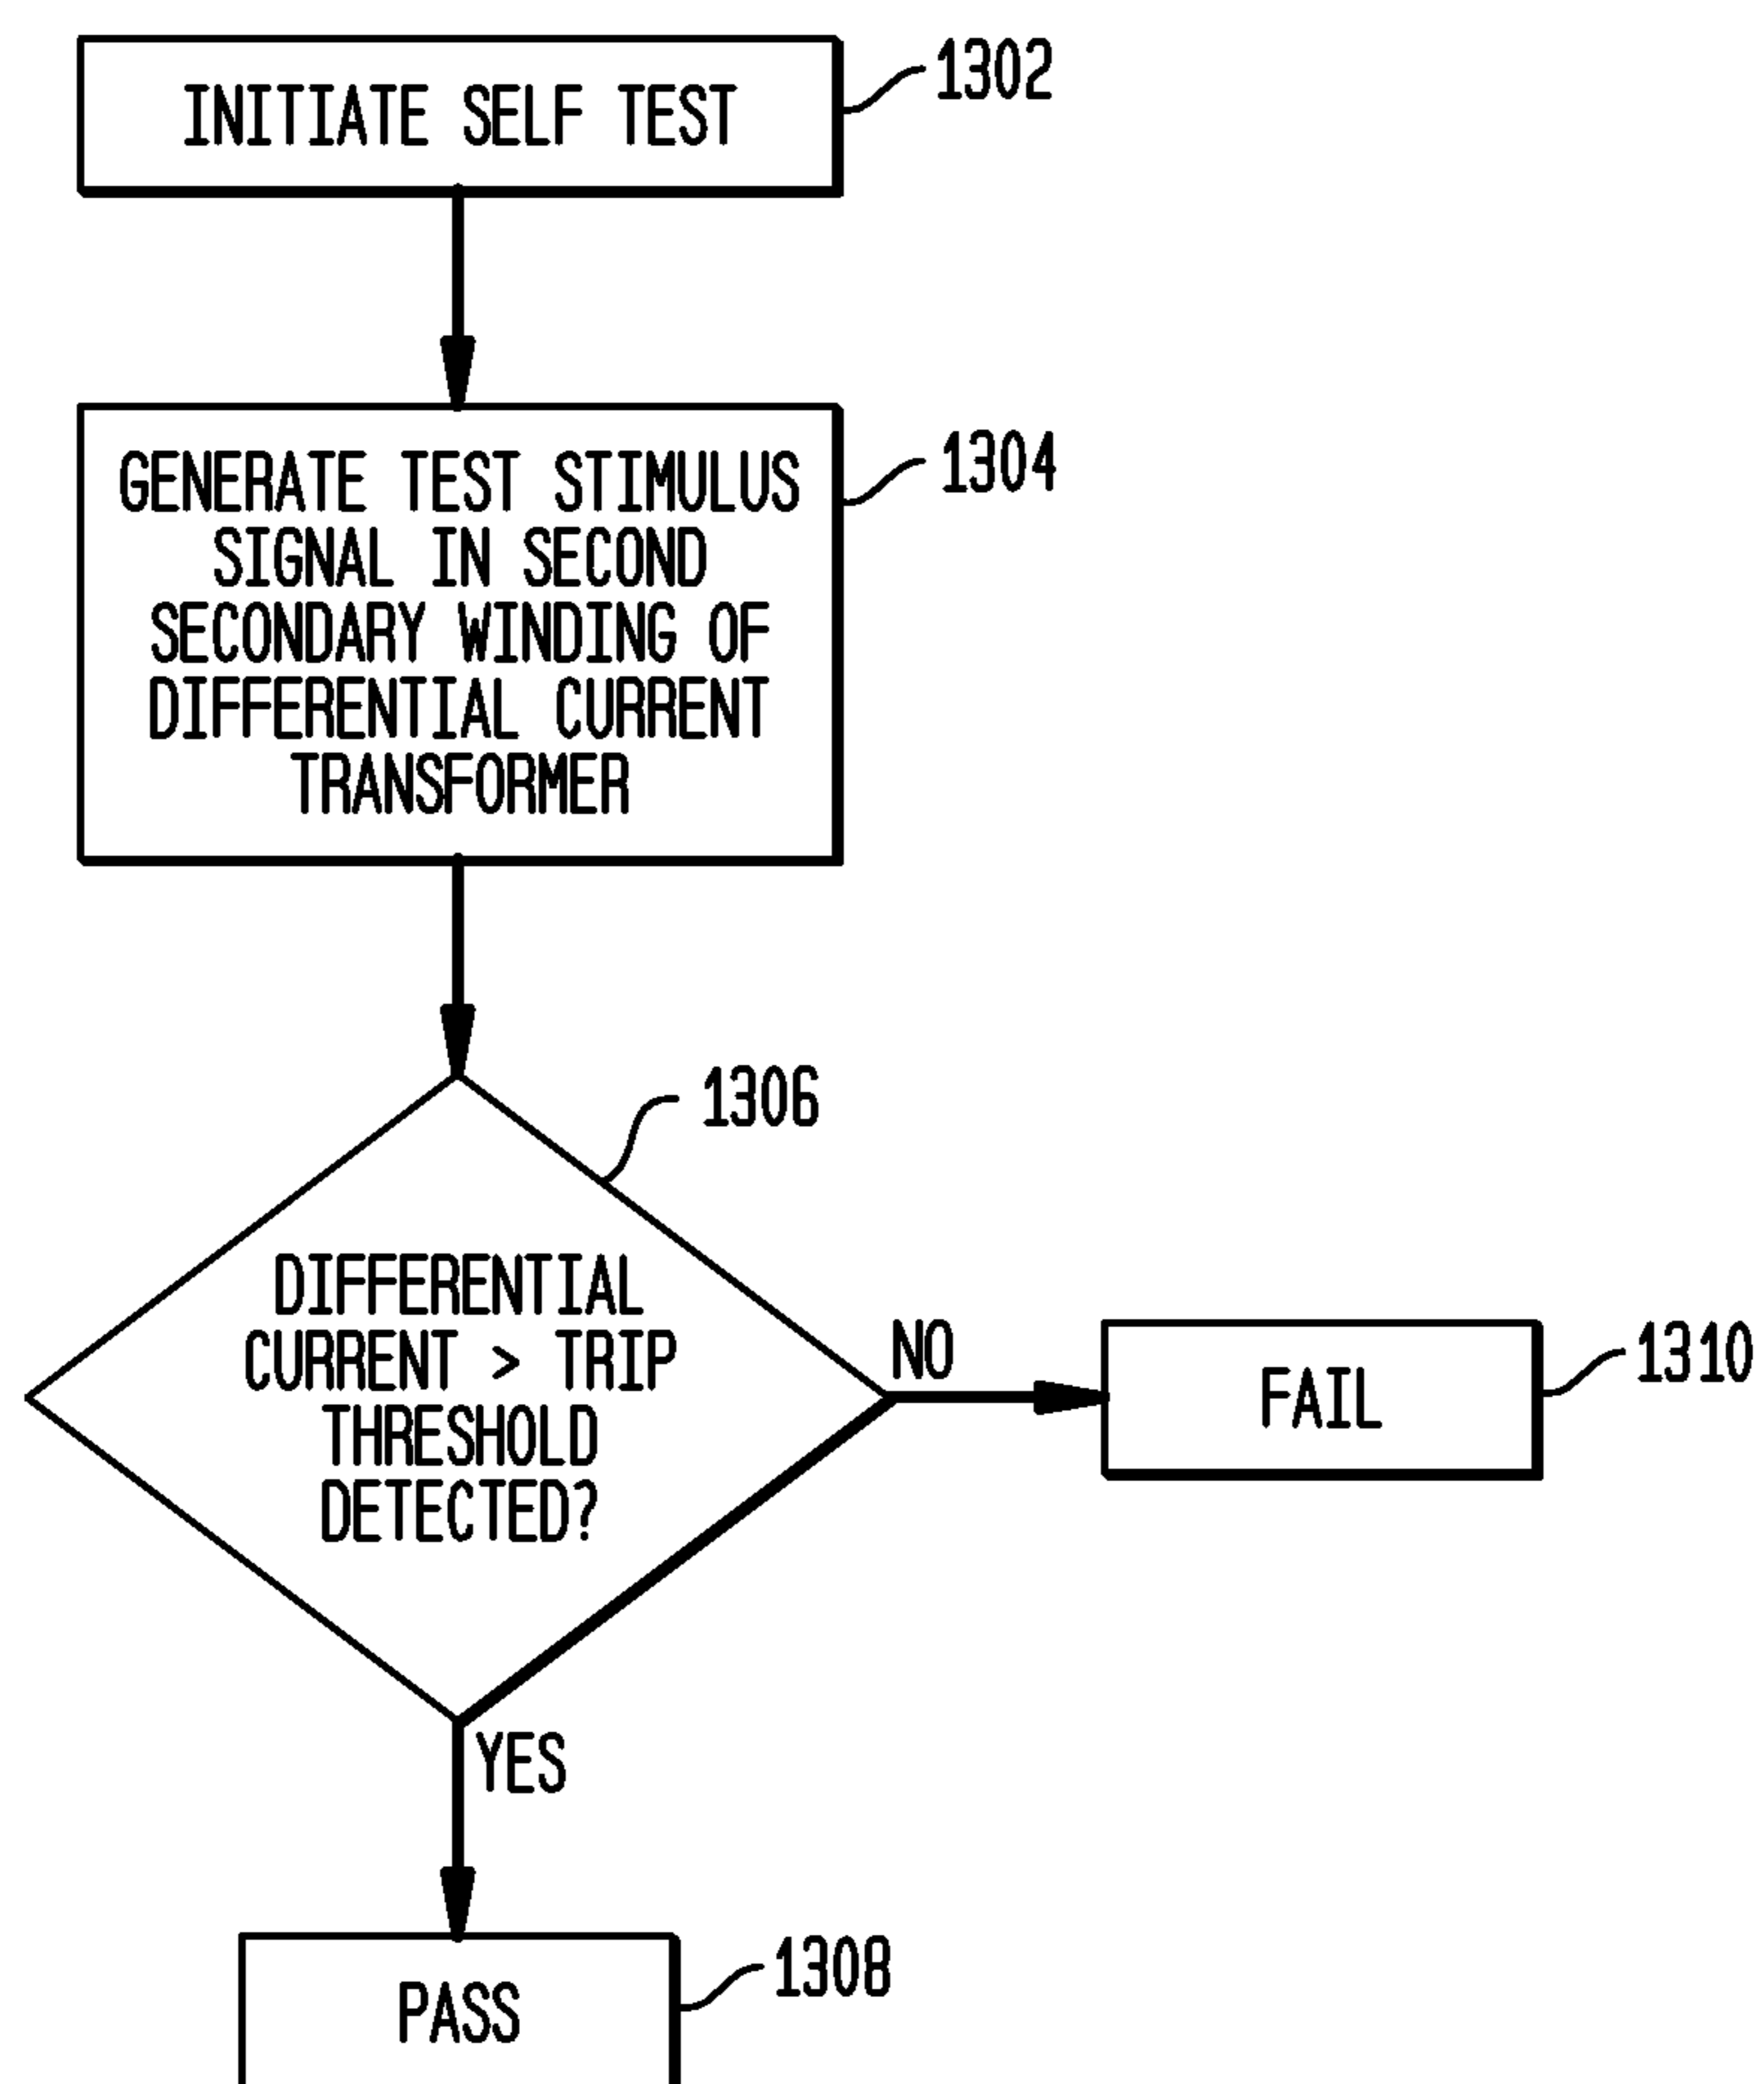 INITIATE SELF TEST
1302
GENERATE TEST STIMULUS
SIGNAL IN SECOND
SECONDARY WINDING OF
DIFFERENTIAL CURRENT
TRANSFORMER
1304
1306
DIFFERENTIAL
CURRENT > TRIP
THRESHOLD
DETECTED?
NO
FAIL
1310
YES
PASS
1308